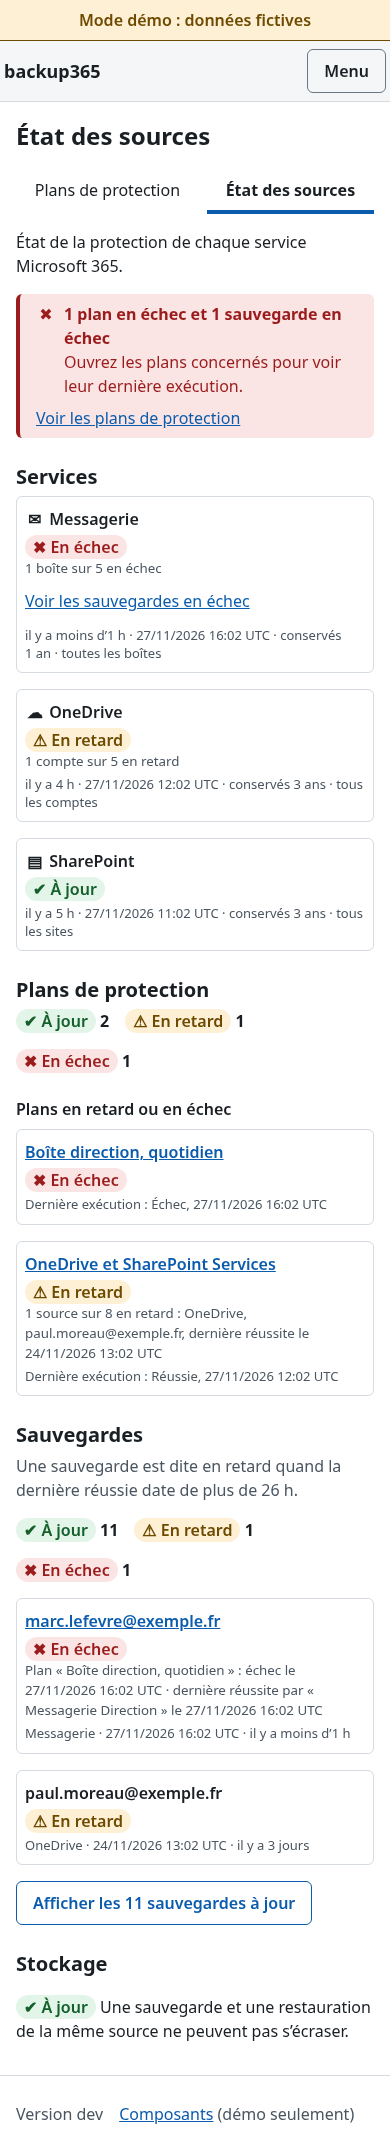 Mode démo : données fictives
backup365
Menu
État des sources
Plans de protection
État des sources
État de la protection de chaque service
Microsoft 365.
✖ 1 plan en échec et 1 sauvegarde en
échec
Ouvrez les plans concernés pour voir
leur dernière exécution.
Voir les plans de protection
Services
✉ Messagerie
✖ En échec
1 boîte sur 5 en échec
Voir les sauvegardes en échec
il y a moins d’1 h · 27/11/2026 16:02 UTC · conservés
1 an · toutes les boîtes
☁ OneDrive
⚠ En retard
1 compte sur 5 en retard
il y a 4 h · 27/11/2026 12:02 UTC · conservés 3 ans · tous
les comptes
▤ SharePoint
✔ À jour
il y a 5 h · 27/11/2026 11:02 UTC · conservés 3 ans · tous
les sites
Plans de protection
✔ À jour 2 ⚠ En retard 1
✖ En échec 1
Plans en retard ou en échec
Boîte direction, quotidien
✖ En échec
Dernière exécution : Échec, 27/11/2026 16:02 UTC
OneDrive et SharePoint Services
⚠ En retard
1 source sur 8 en retard : OneDrive,
paul.moreau@exemple.fr, dernière réussite le
24/11/2026 13:02 UTC
Dernière exécution : Réussie, 27/11/2026 12:02 UTC
Sauvegardes
Une sauvegarde est dite en retard quand la
dernière réussie date de plus de 26 h.
✔ À jour 11 ⚠ En retard 1
✖ En échec 1
marc.lefevre@exemple.fr
✖ En échec
Plan « Boîte direction, quotidien » : échec le
27/11/2026 16:02 UTC · dernière réussite par «
Messagerie Direction » le 27/11/2026 16:02 UTC
Messagerie · 27/11/2026 16:02 UTC · il y a moins d’1 h
paul.moreau@exemple.fr
⚠ En retard
OneDrive · 24/11/2026 13:02 UTC · il y a 3 jours
Afficher les 11 sauvegardes à jour
Stockage
✔ À jour Une sauvegarde et une restauration
de la même source ne peuvent pas s’écraser.
Version dev Composants (démo seulement)